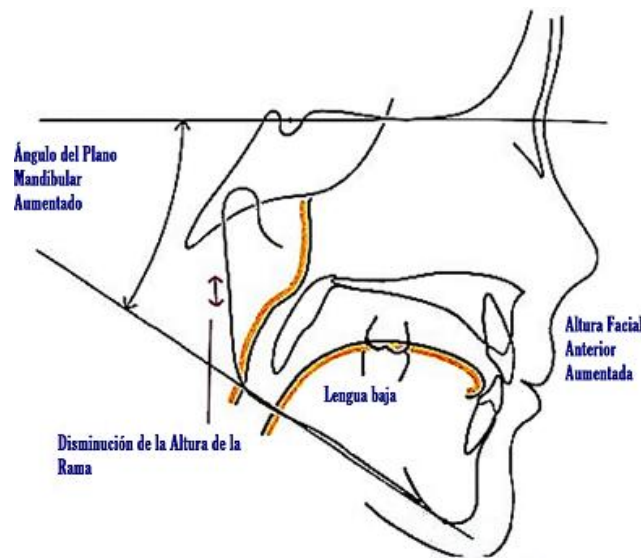 Ángulo del Plano
Mandibular
Aumentado
Altura Facial
Anterior
Aumentada
Lengua baja
Disminución de la Altura de la
Rama